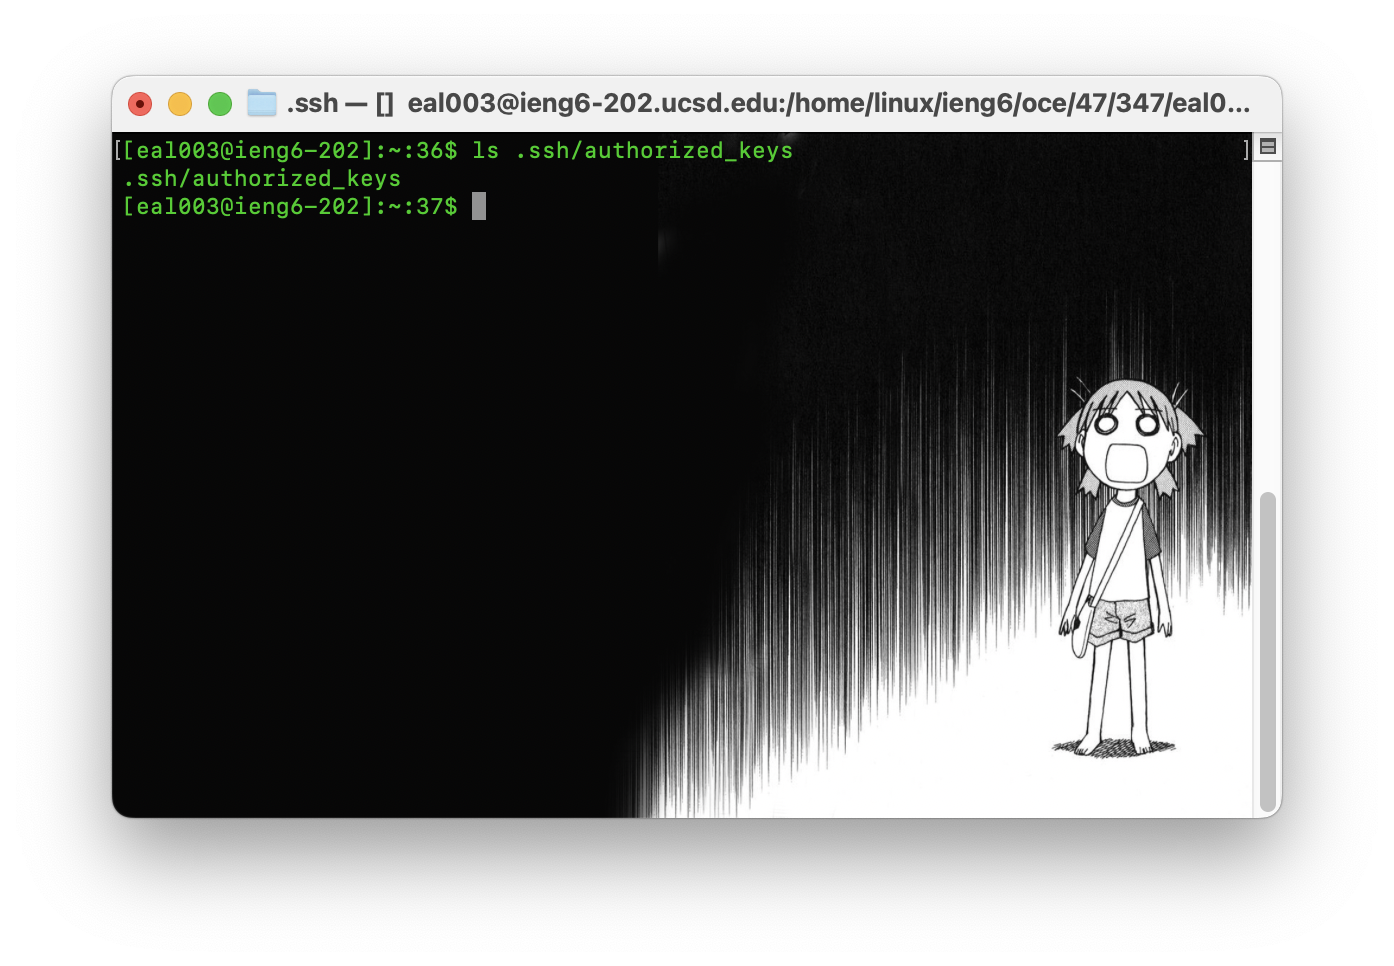 .ssh — [] eal003@ieng6-202.ucsd.edu:/home/linux/ieng6/oce/47/347/eal0...
[[eal003@ieng6-202]:~:36$ ls .ssh/authorized_keys ]
.ssh/authorized_keys
[eal003@ieng6-202]:~:37$